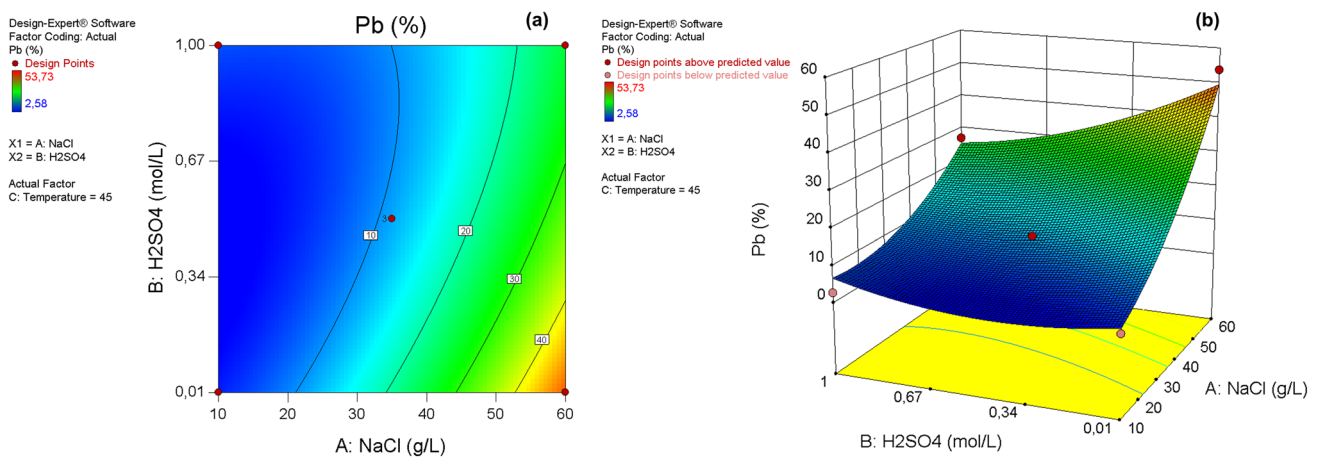 Design-Expert® Software
Factor Coding: Actual
Pb (%)
Design Points
53,73
2,58
X1 = A: NaCl
X2 = B: H2SO4
Actual Factor
C: Temperature = 45
Pb (%)
(a)
1,00
0,67
0,34
0,01
B: H2SO4 (mol/L)
3
10
20
30
40
10
20
30
40
50
60
A: NaCl (g/L)
Design-Expert® Software
Factor Coding: Actual
Pb (%)
Design points above predicted value
Design points below predicted value
53,73
2,58
X1 = A: NaCl
X2 = B: H2SO4
Actual Factor
C: Temperature = 45
(b)
60
50
40
30
20
10
0
Pb (%)
1
0,67
0,34
0,01
B: H2SO4 (mol/L)
10
20
30
40
50
60
A: NaCl (g/L)